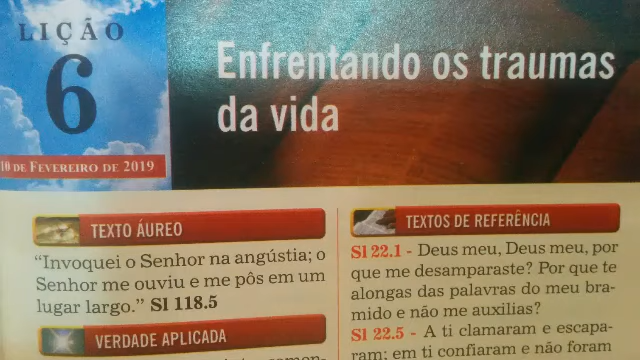 LIÇÃO
6
10 DE FEVEREIRO DE 2019
Enfrentando os traumas
da vida
TEXTO ÁUREO
“Invoquei o Senhor na angústia; o
Senhor me ouviu e me pôs em um
lugar largo.” Sl 118.5
VERDADE APLICADA
TEXTOS DE REFERÊNCIA
Sl 22.1 - Deus meu, Deus meu, por
que me desamparaste? Por que te
alongas das palavras do meu bra-
mido e não me auxilias?
Sl 22.5 - A ti clamaram e escapa-
ram; em ti confiaram e não foram